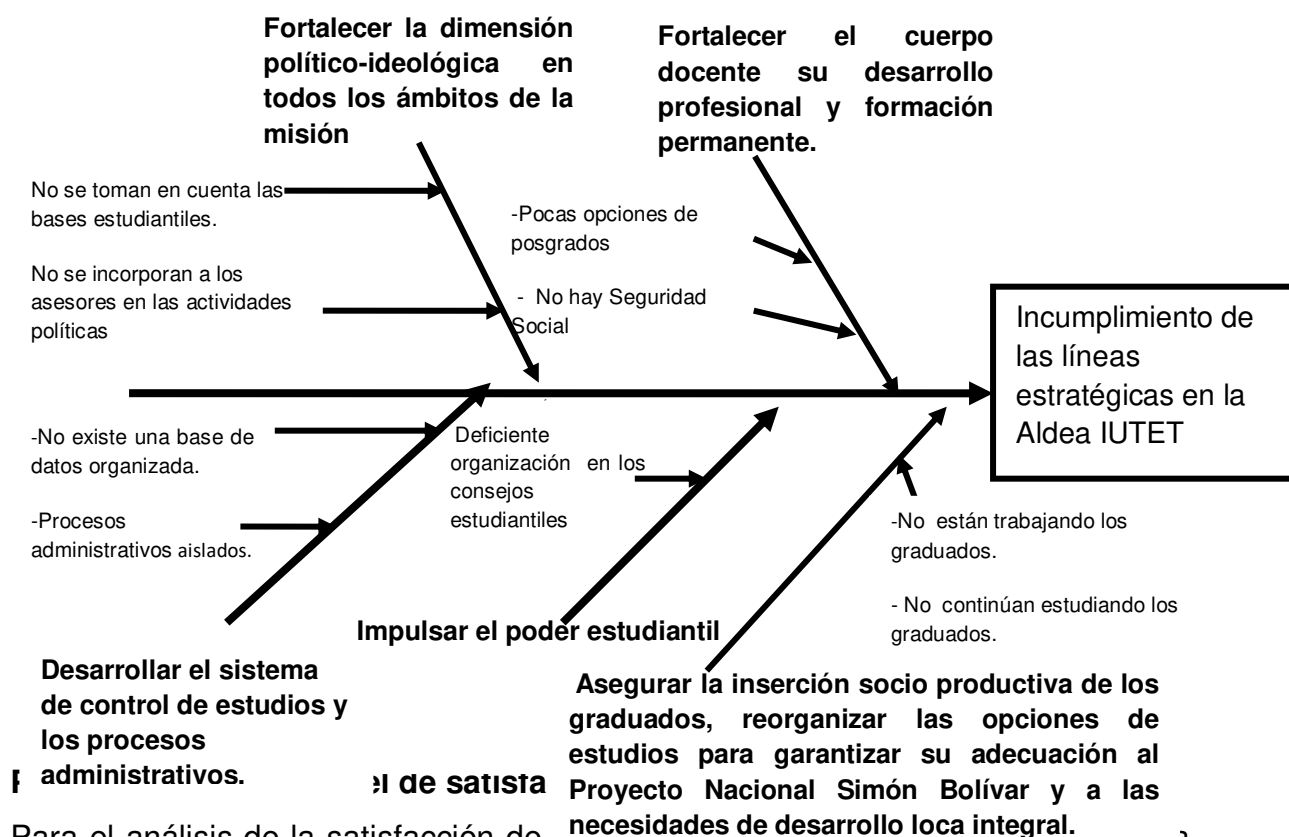 Fortalecer la dimensión
político-ideológica en
todos los ámbitos de la
misión
Fortalecer el cuerpo
docente su desarrollo
profesional y formación
permanente.
No se toman en cuenta las
bases estudiantiles.
No se incorporan a los
asesores en las actividades
políticas
-Pocas opciones de
posgrados
- No hay Seguridad
Social
Incumplimiento de
las líneas
estratégicas en la
Aldea IUTET
-No existe una base de
datos organizada.
-Procesos
administrativos aislados.
Deficiente
organización en los
consejos
estudiantiles
-No están trabajando los
graduados.
- No continúan estudiando los
graduados.
Impulsar el poder estudiantil
Desarrollar el sistema
de control de estudios y
los procesos
administrativos.
Asegurar la inserción socio productiva de los
graduados, reorganizar las opciones de
estudios para garantizar su adecuación al
Proyecto Nacional Simón Bolívar y a las
necesidades de desarrollo loca integral.
de satisfa
Para el análisis de la satisfacción de